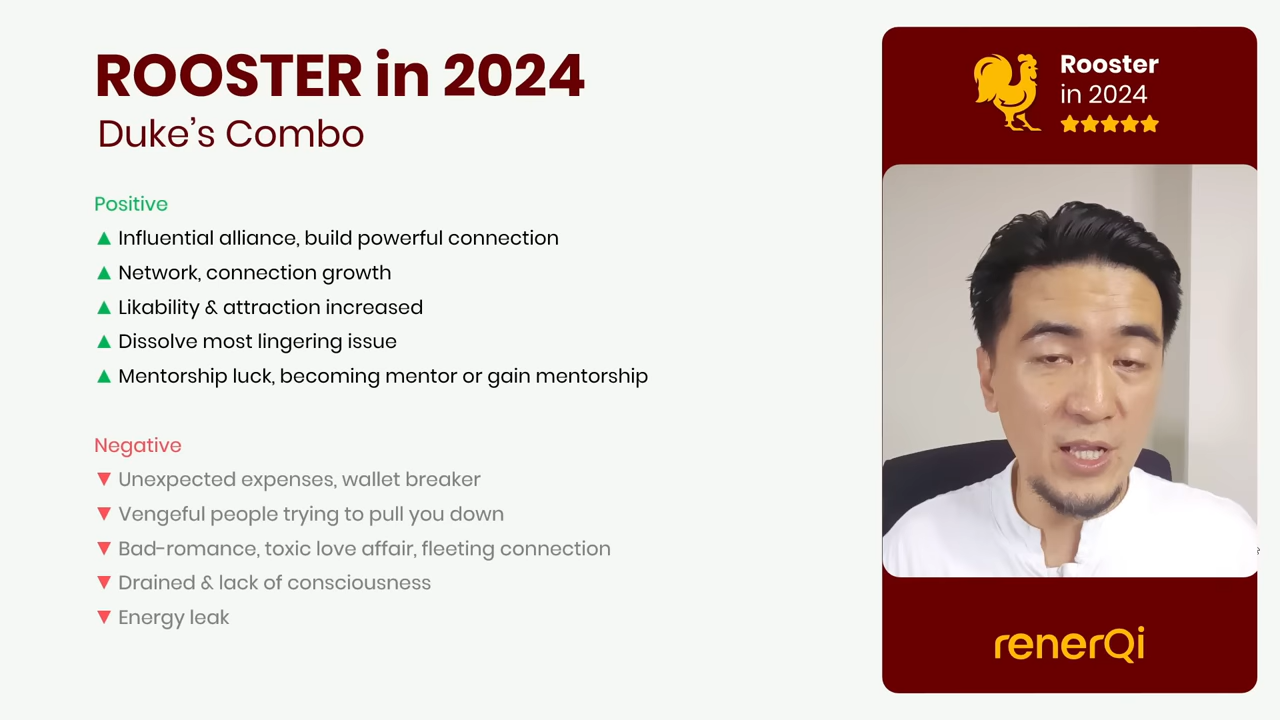 ROOSTER in 2024
Duke’s Combo
Positive
▲ Influential alliance, build powerful connection
▲ Network, connection growth
▲ Likability & attraction increased
▲ Dissolve most lingering issue
▲ Mentorship luck, becoming mentor or gain mentorship
Negative
▼ Unexpected expenses, wallet breaker
▼ Vengeful people trying to pull you down
▼ Bad-romance, toxic love affair, fleeting connection
▼ Drained & lack of consciousness
▼ Energy leak
Rooster
in 2024
★★★★★
renerQi